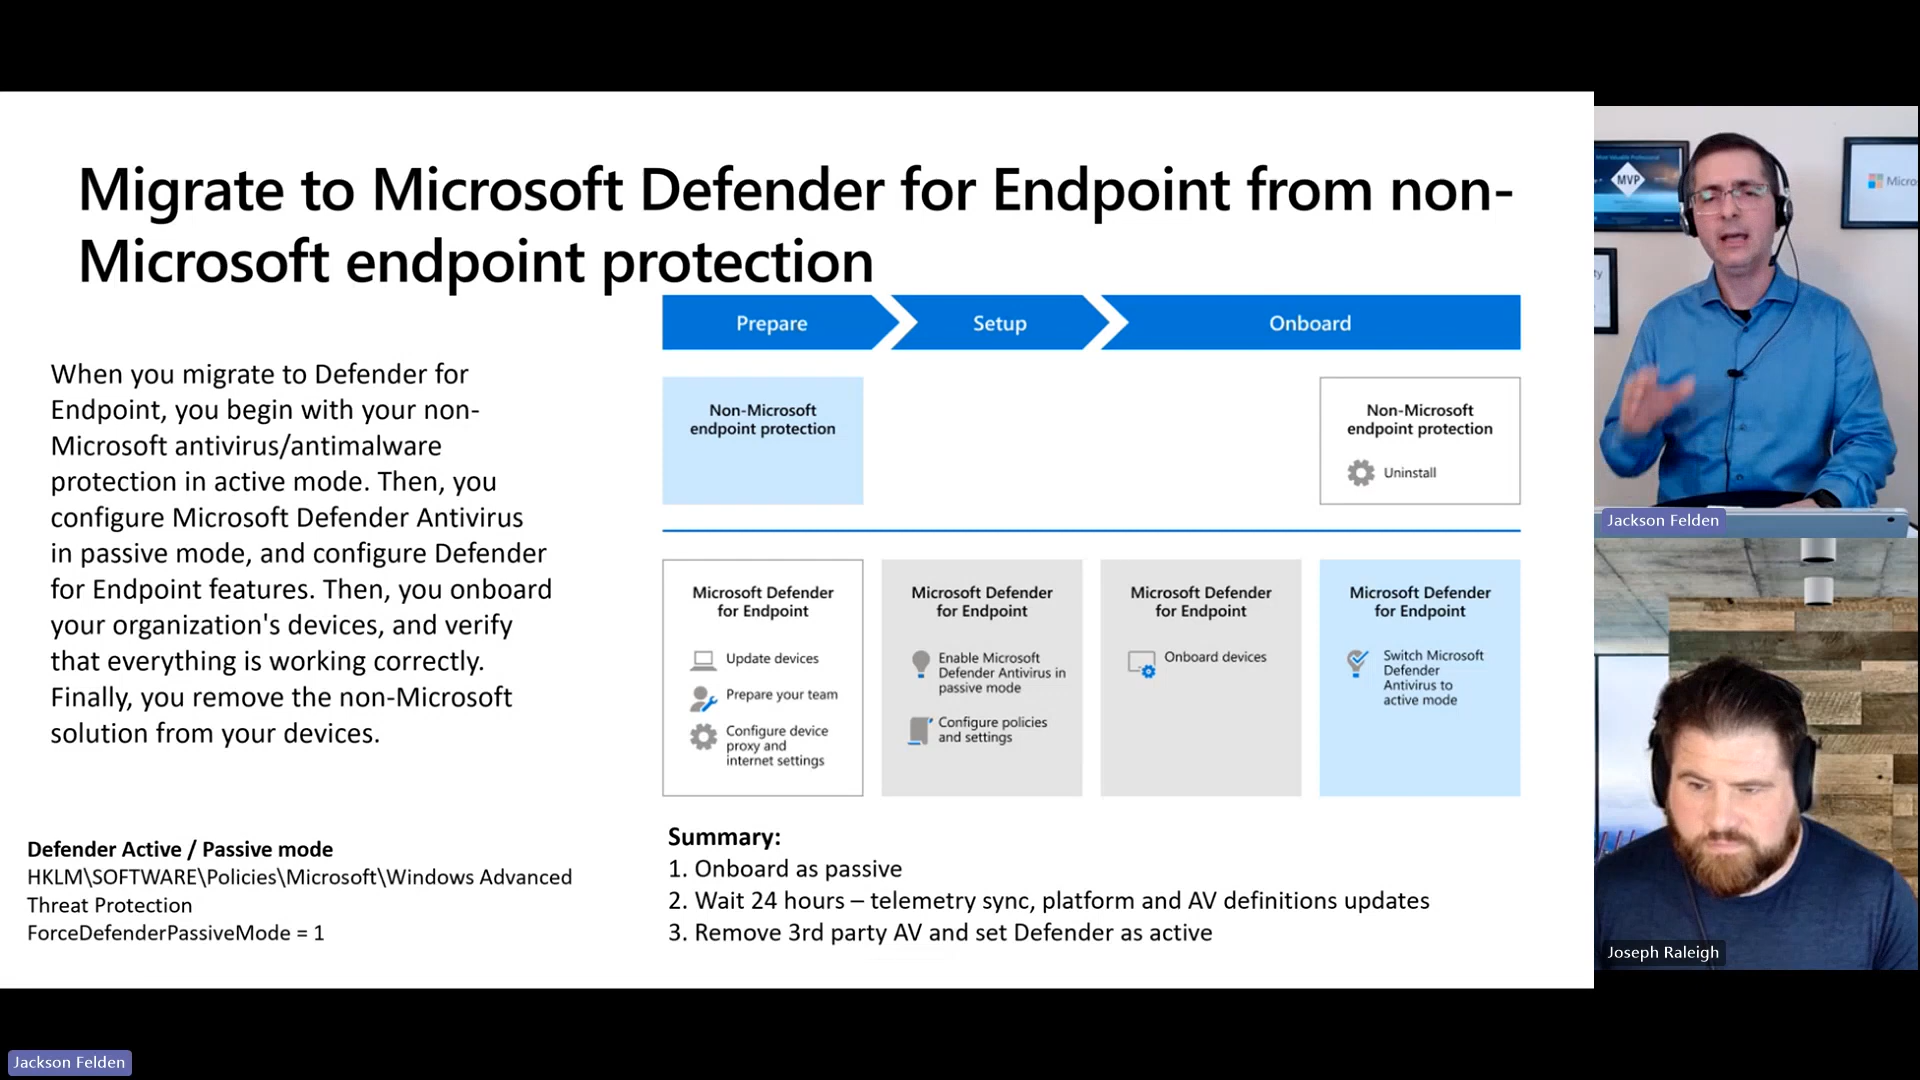 Migrate to Microsoft Defender for Endpoint from non-
Microsoft endpoint protection
When you migrate to Defender for
Endpoint, you begin with your non-
Microsoft antivirus/antimalware
protection in active mode. Then, you
configure Microsoft Defender Antivirus
in passive mode, and configure Defender
for Endpoint features. Then, you onboard
your organization's devices, and verify
that everything is working correctly.
Finally, you remove the non-Microsoft
solution from your devices.
Defender Active / Passive mode
HKLM\SOFTWARE\Policies\Microsoft\Windows Advanced
Threat Protection
ForceDefenderPassiveMode = 1
Prepare
Setup
Onboard
Non-Microsoft
endpoint protection
Non-Microsoft
endpoint protection
Uninstall
Microsoft Defender
for Endpoint
Update devices
Prepare your team
Configure device
proxy and
internet settings
Microsoft Defender
for Endpoint
Enable Microsoft
Defender Antivirus in
passive mode
Configure policies
and settings
Microsoft Defender
for Endpoint
Onboard devices
Microsoft Defender
for Endpoint
Switch Microsoft
Defender
Antivirus to
active mode
Summary:
1. Onboard as passive
2. Wait 24 hours – telemetry sync, platform and AV definitions updates
3. Remove 3rd party AV and set Defender as active
MVP
Micro
Jackson Felden
Joseph Raleigh
Jackson Felden